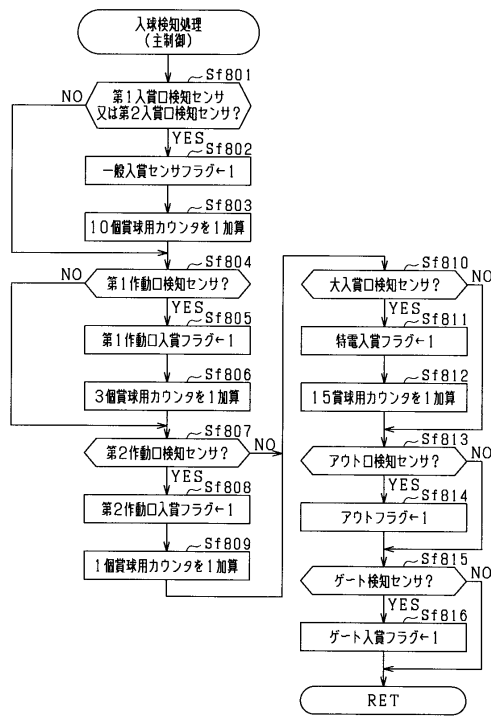 入球検知処理
(主制御)
Sf801
第1入賞口検知センサ
又は第2入賞口検知センサ?
NO
YES
Sf802
一般入賞センサフラグ←1
Sf803
10個賞球用カウンタを1加算
Sf804
第1作動口検知センサ?
NO
YES
Sf805
第1作動口入賞フラグ←1
Sf806
3個賞球用カウンタを1加算
Sf807
第2作動口検知センサ?
NO
YES
Sf808
第2作動口入賞フラグ←1
Sf809
1個賞球用カウンタを1加算
Sf810
大入賞口検知センサ?
NO
YES
Sf811
特電入賞フラグ←1
Sf812
15賞球用カウンタを1加算
Sf813
アウト口検知センサ?
NO
YES
Sf814
アウトフラグ←1
Sf815
ゲート検知センサ?
NO
YES
Sf816
ゲート入賞フラグ←1
RET